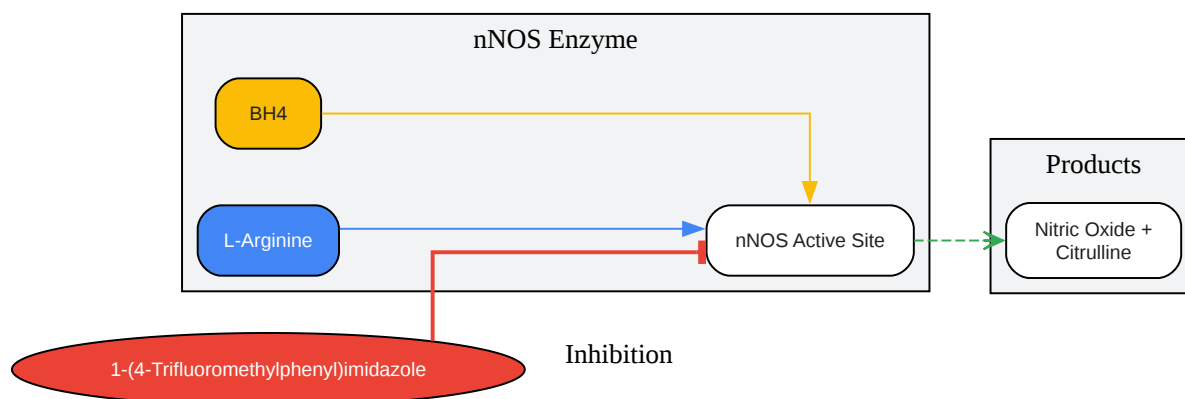 nNOS Enzyme
BH4
Products
L-Arginine
nNOS Active Site
Nitric Oxide +
Citrulline
Inhibition
1-(4-Trifluoromethylphenyl)imidazole